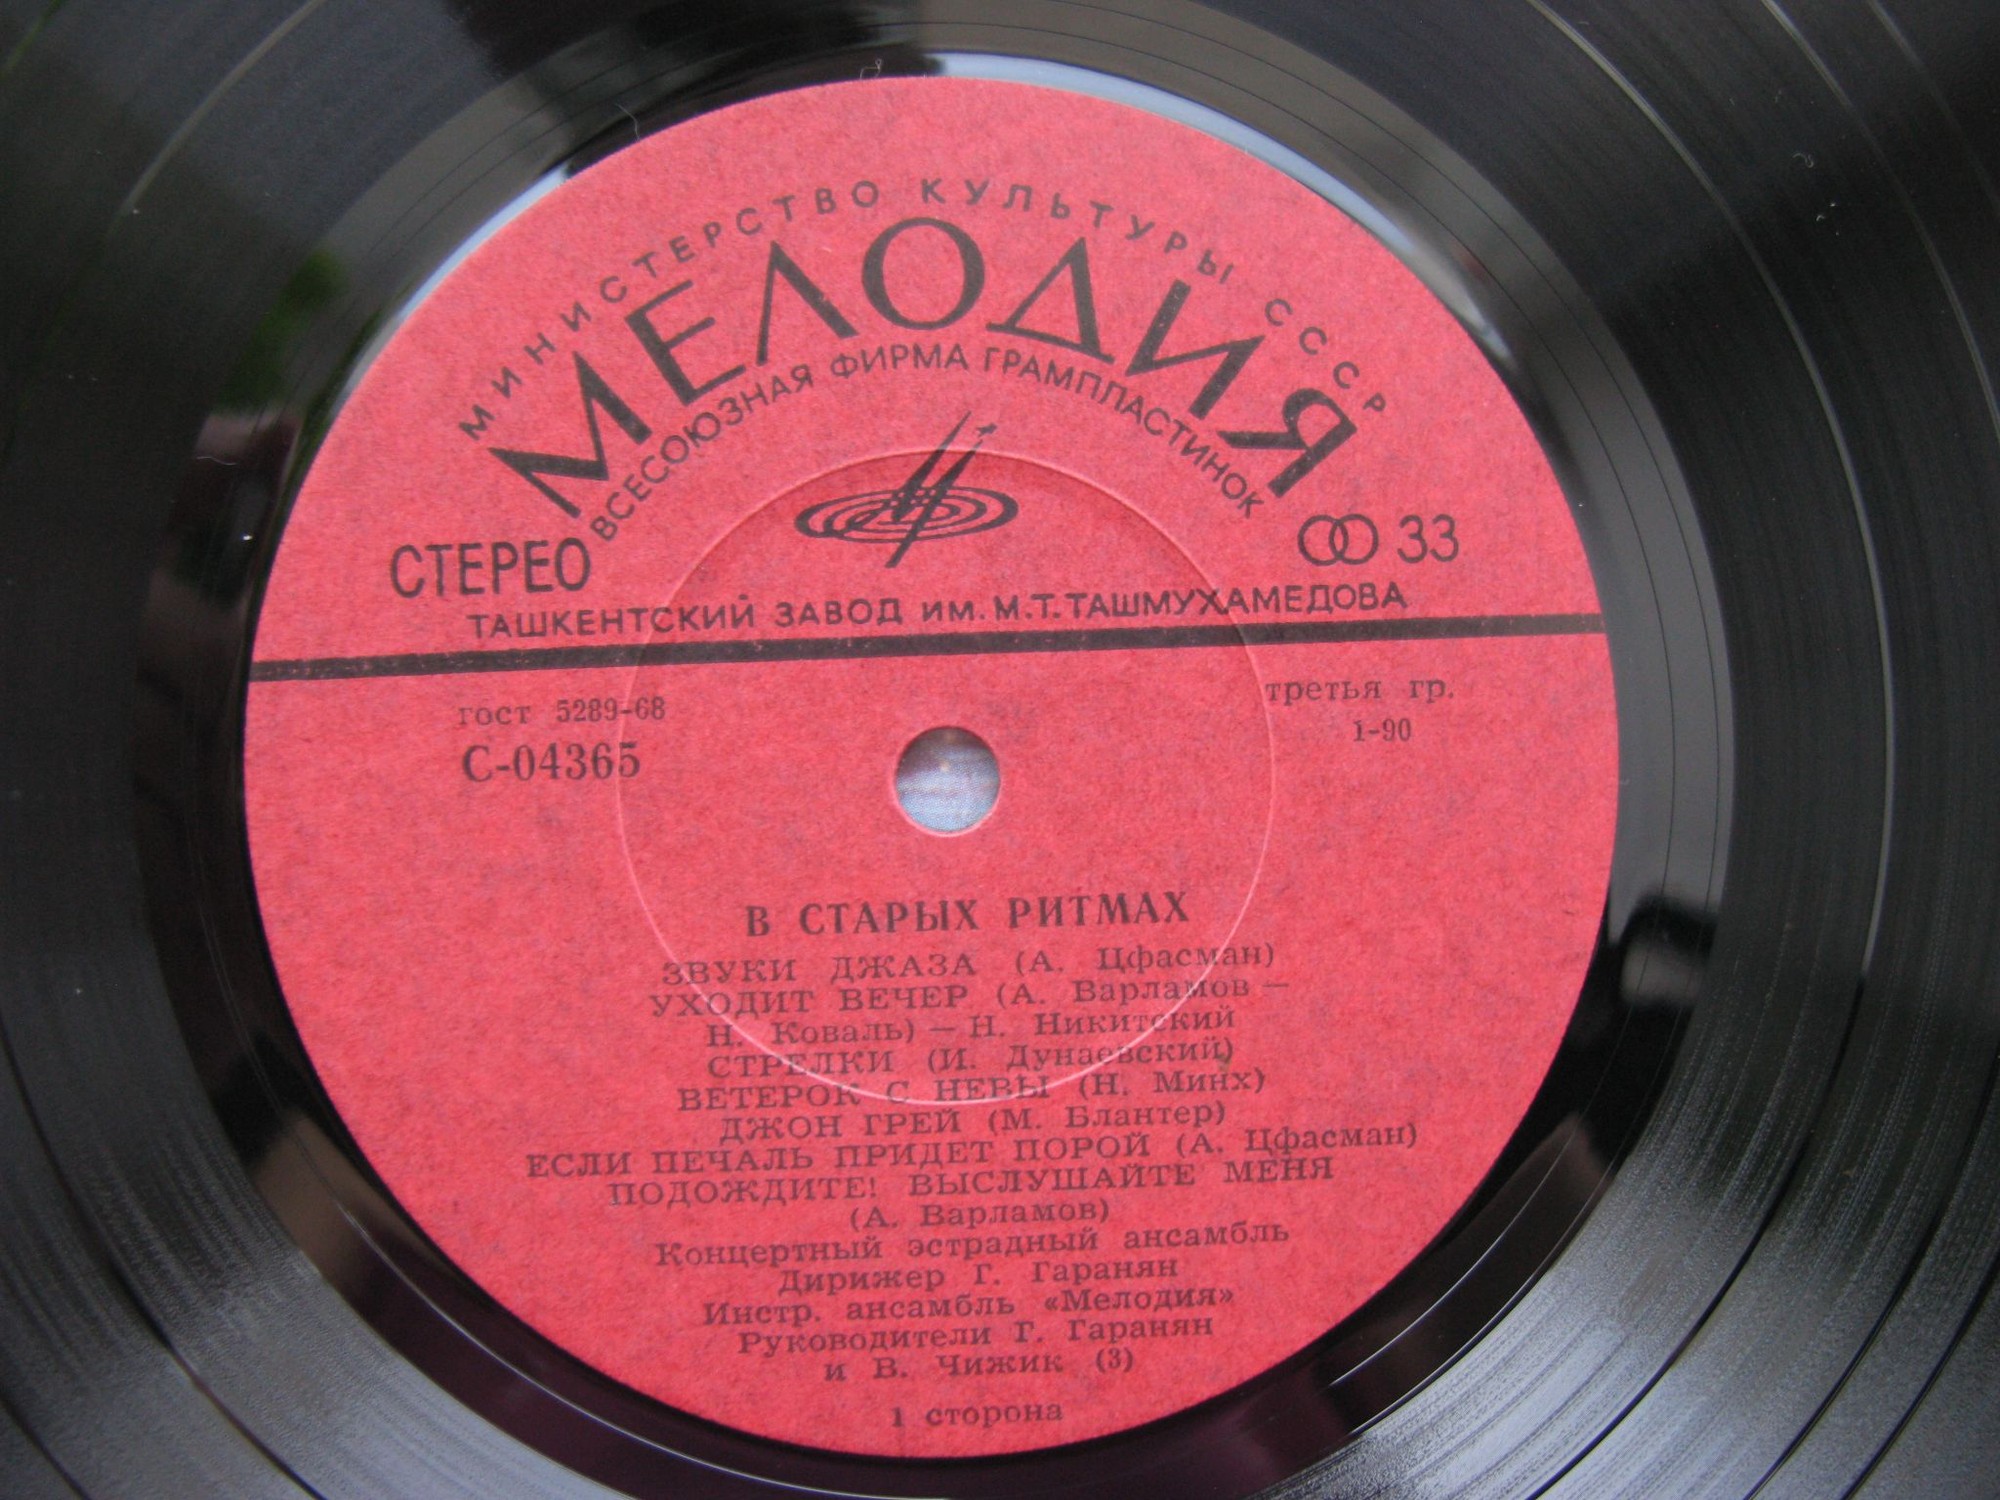 МИНИСТЕРСТВО КУЛЬТУРЫ СССР
МЕЛОДИЯ
ВСЕСОЮЗНАЯ ФИРМА ГРАМПЛАСТИНОК
СТЕРЕО
33
ТАШКЕНТСКИЙ ЗАВОД ИМ. М.Т. ТАШМУХАМЕДОВА
гост 5289-68
третья гр.
С-04365
1-90
В СТАРЫХ РИТМАХ
ЗВУКИ ДЖАЗА (А. Цфасман)
УХОДИТ ВЕЧЕР (А. Варламов —
Н. Коваль) — Н. Никитский
СТРЕЛКИ (И. Дунаевский)
ВЕТЕРОК С НЕВЫ (Н. Минх)
ДЖОН ГРЕЙ (М. Блантер)
ЕСЛИ ПЕЧАЛЬ ПРИДЕТ ПОРОЙ (А. Цфасман)
ПОДОЖДИТЕ! ВЫСЛУШАЙТЕ МЕНЯ
(А. Варламов)
Концертный эстрадный ансамбль
Дирижер Г. Гаранян
Инстр. ансамбль «Мелодия»
Руководители Г. Гаранян
и В. Чижик (3)
1 сторона